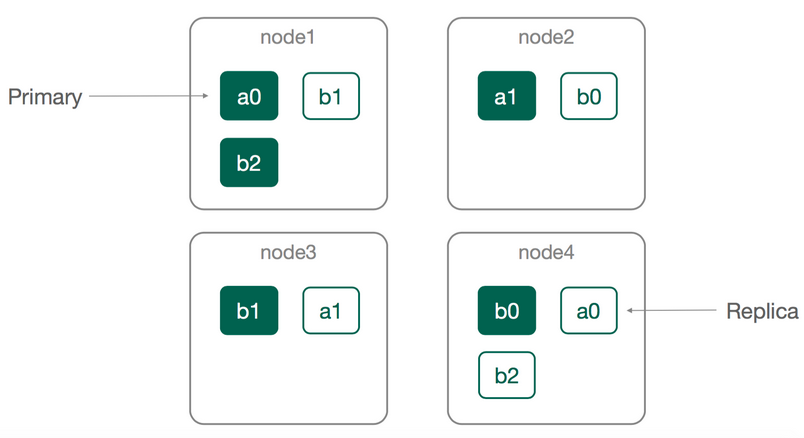 node1
node2
Primary
a0
b1
a1
b0
b2
node3
node4
b1
a1
b0
a0
Replica
b2